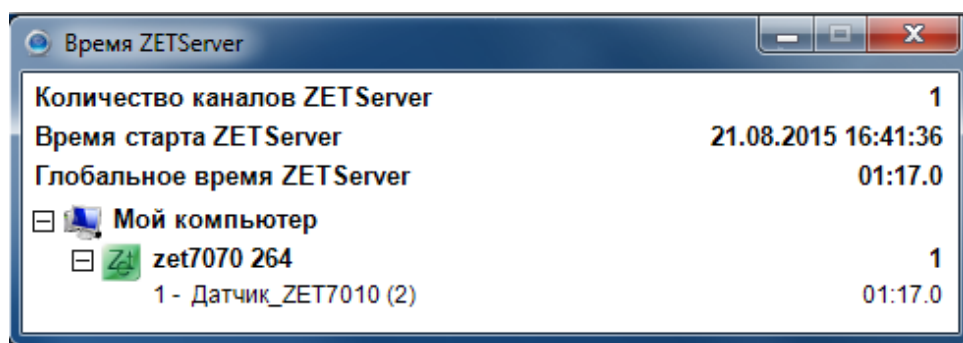 Время ZETServer
Количество каналов ZETServer 1
Время старта ZETServer 21.08.2015 16:41:36
Глобальное время ZETServer 01:17.0
Мой компьютер
Zet zet7070 264 1
1 - Датчик_ZET7010 (2) 01:17.0